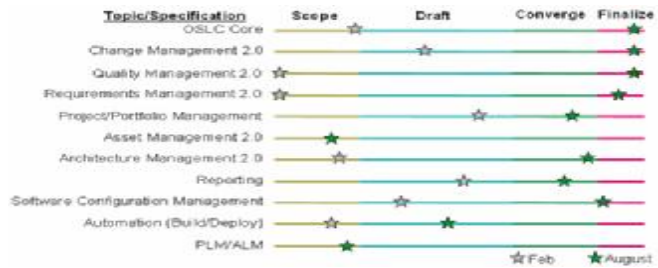 Topic/Specification Scope Draft Converge Finalize
OSLC Core
Change Management 2.0
Quality Management 2.0
Requirements Management 2.0
Project/Portfolio Management
Asset Management 2.0
Architecture Management 2.0
Reporting
Software Configuration Management
Automation (Build/Deploy)
PLM/ALM
Feb August